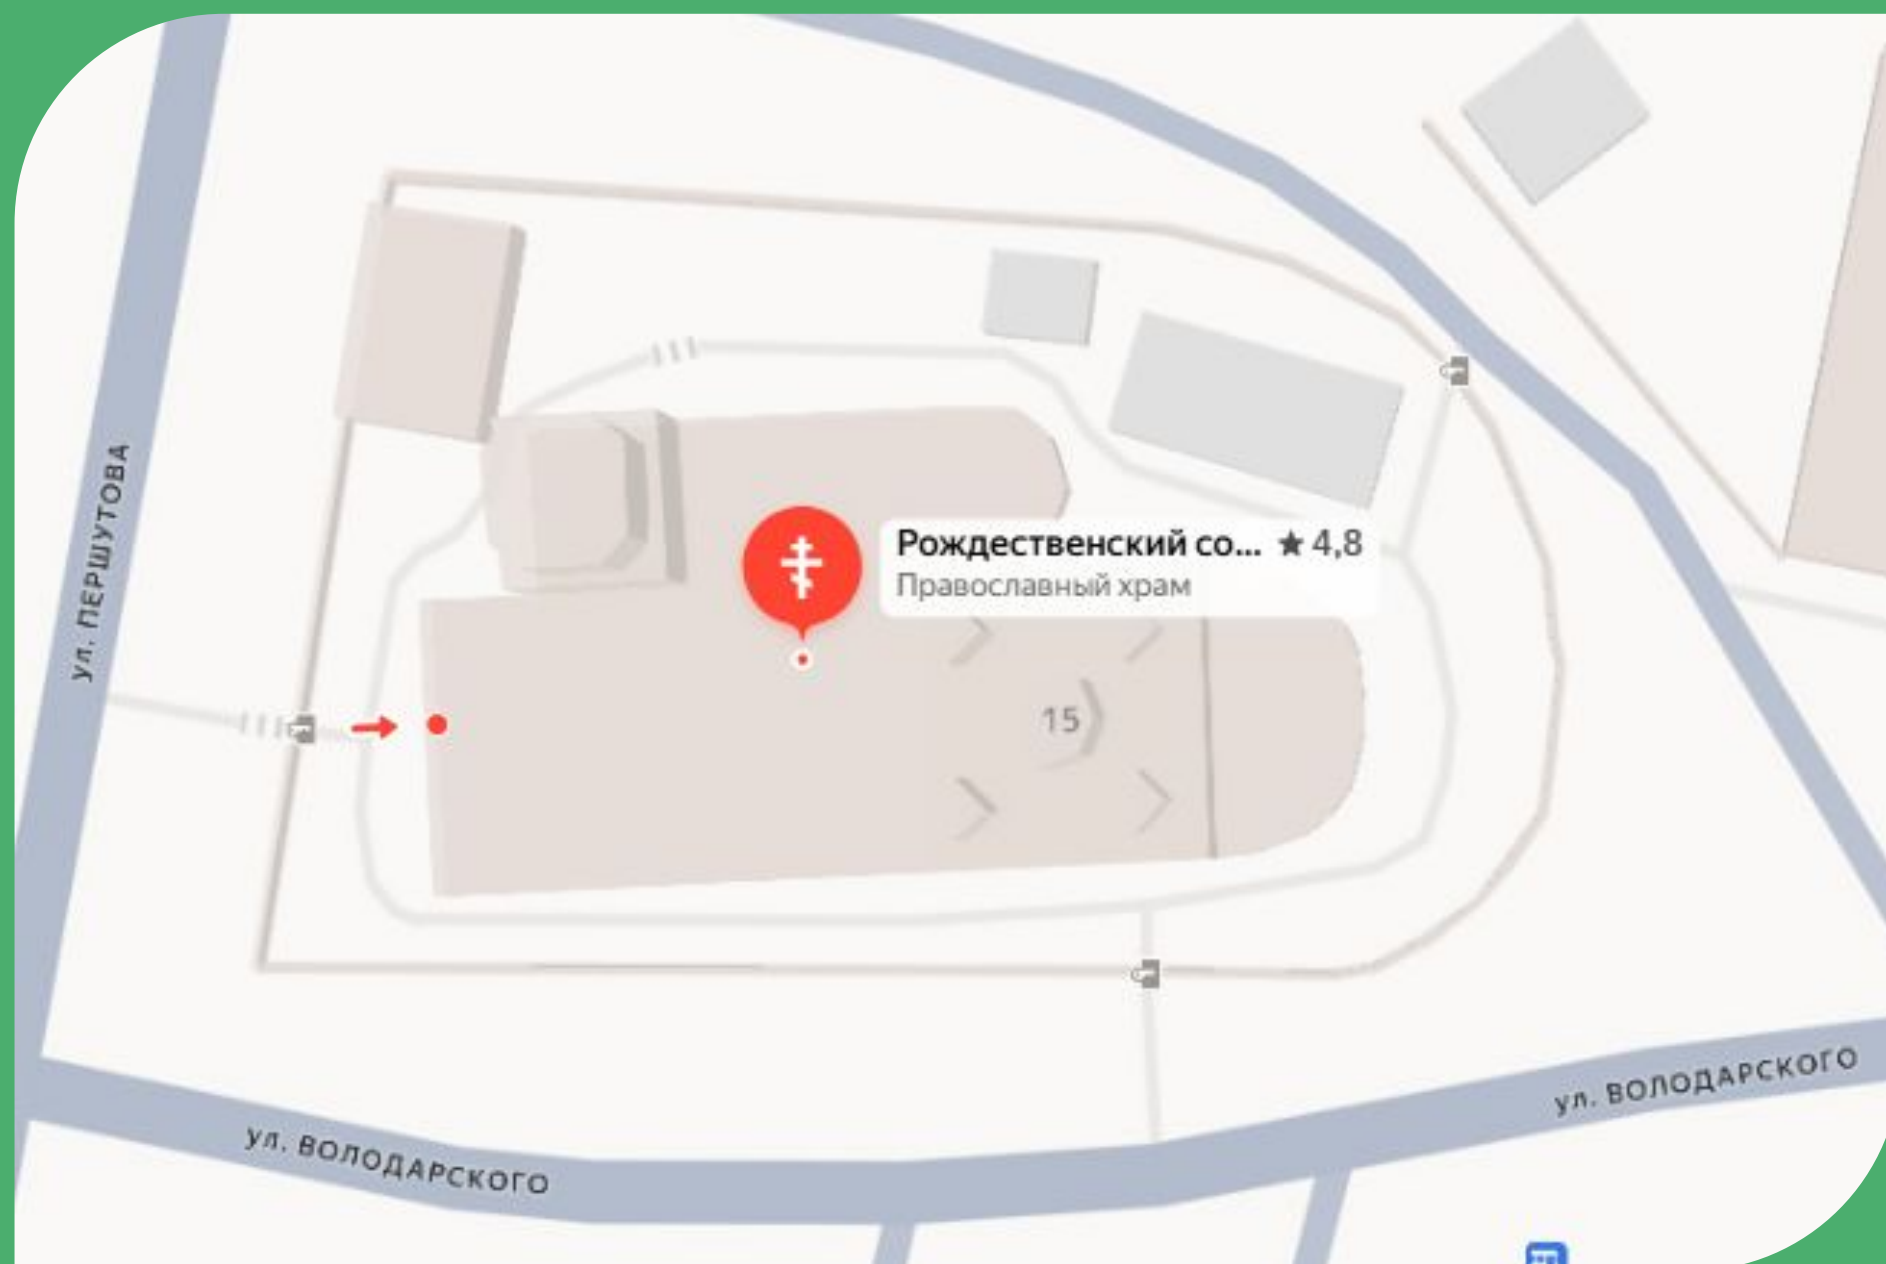 ул. ПЕРШУТОВА
Рождественский со... ★ 4,8
Православный храм
15
ул. ВОЛОДАРСКОГО
ул. ВОЛОДАРСКОГО